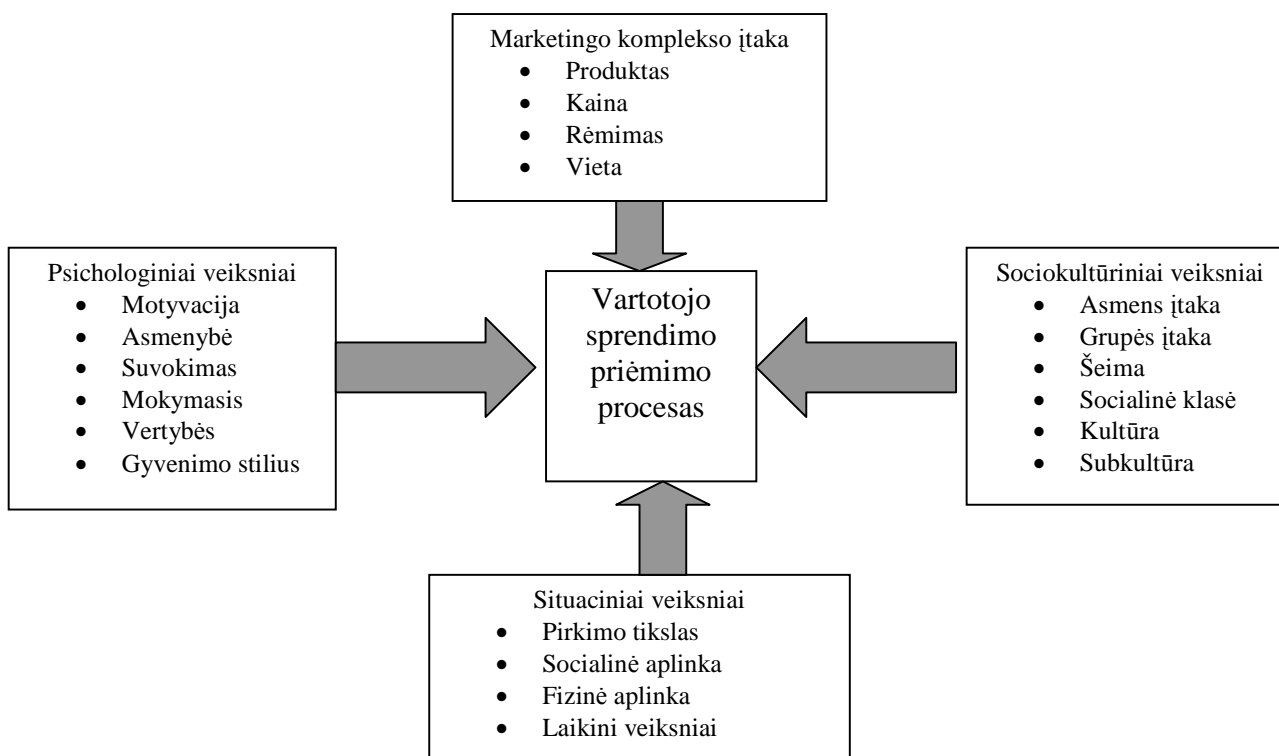 Marketingo komplekso įtaka
• Produktas
• Kaina
• Rėmimas
• Vieta
Psichologiniai veiksniai
• Motyvacija
• Asmenybė
• Suvokimas
• Mokymasis
• Vertybės
• Gyvenimo stilius
Vartotojo
sprendimo
priėmimo
procesas
Sociokultūriniai veiksniai
• Asmens įtaka
• Grupės įtaka
• Šeima
• Socialinė klasė
• Kultūra
• Subkultūra
Situaciniai veiksniai
• Pirkimo tikslas
• Socialinė aplinka
• Fizinė aplinka
• Laikini veiksniai